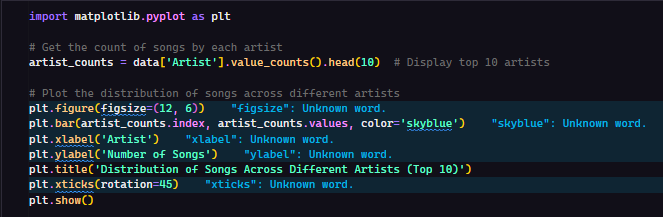 import matplotlib.pyplot as plt
# Get the count of songs by each artist
artist_counts = data['Artist'].value_counts().head(10)  # Display top 10 artists
# Plot the distribution of songs across different artists
plt.figure(figsize=(12, 6))    "figsize": Unknown word.
plt.bar(artist_counts.index, artist_counts.values, color='skyblue')    "skyblue": Unknown word.
plt.xlabel('Artist')    "xlabel": Unknown word.
plt.ylabel('Number of Songs')    "ylabel": Unknown word.
plt.title('Distribution of Songs Across Different Artists (Top 10)')
plt.xticks(rotation=45)    "xticks": Unknown word.
plt.show()